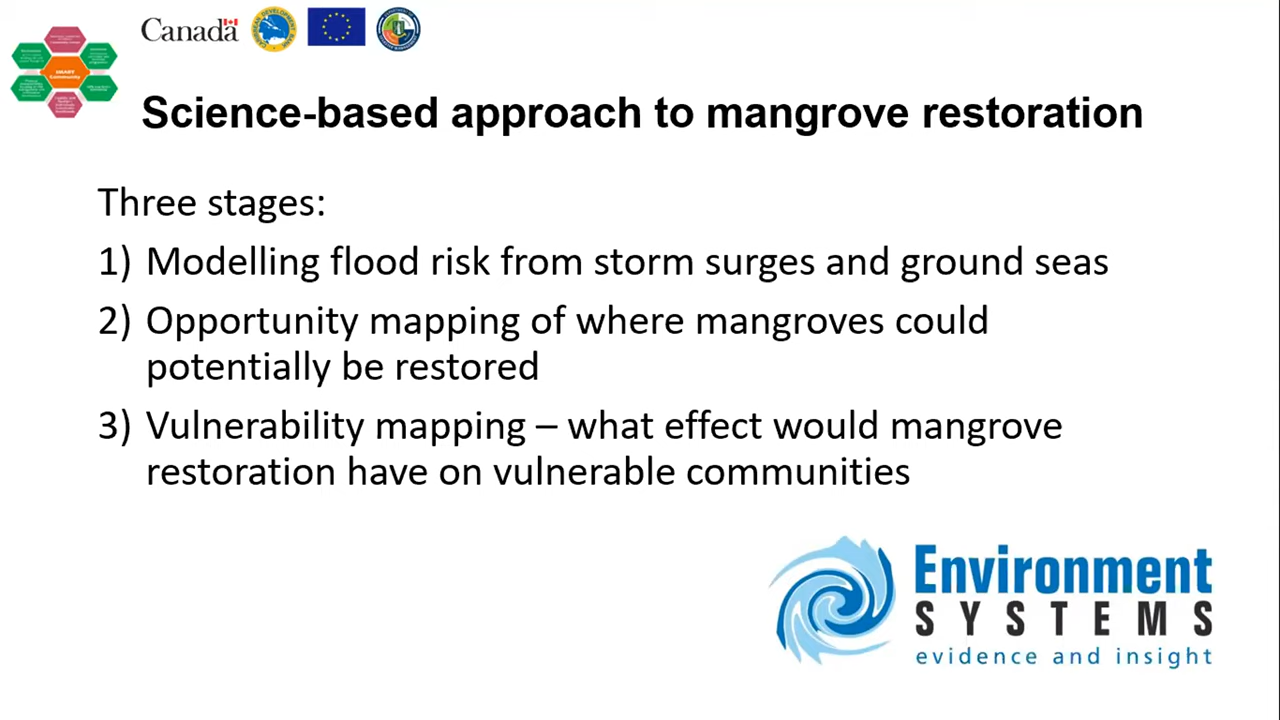 Canada
SMART
Community
Science-based approach to mangrove restoration
Three stages:
1) Modelling flood risk from storm surges and ground seas
2) Opportunity mapping of where mangroves could
potentially be restored
3) Vulnerability mapping – what effect would mangrove
restoration have on vulnerable communities
Environment
SYSTEMS
evidence and insight